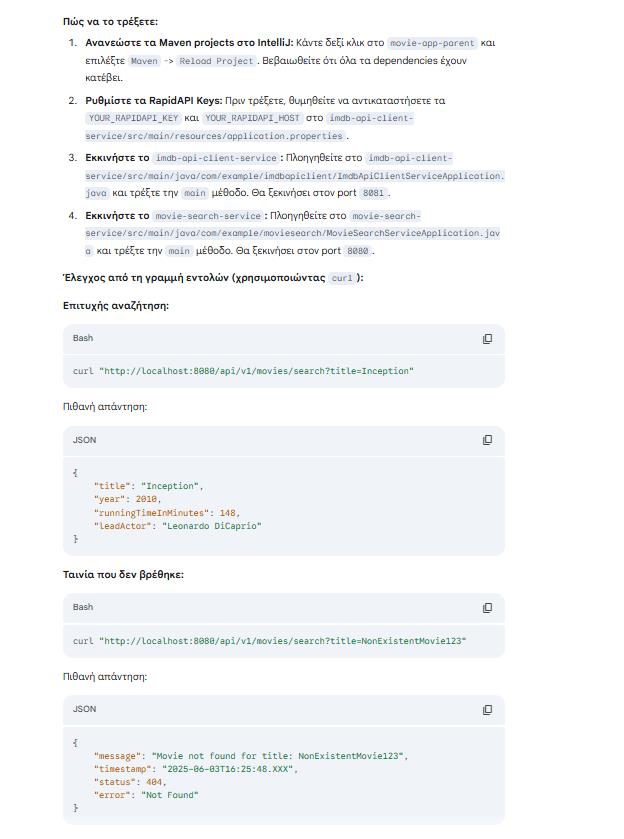 Πώς να το τρέξετε:
1. Ανανεώστε τα Maven projects στο IntelliJ: Κάντε δεξί κλικ στο movie-app-parent και
επιλέξτε Maven -> Reload Project. Βεβαιωθείτε ότι όλα τα dependencies έχουν
κατέβει.
2. Ρυθμίστε τα RapidAPI Keys: Πριν τρέξετε, θυμηθείτε να αντικαταστήσετε τα
YOUR_RAPIDAPI_KEY και YOUR_RAPIDAPI_HOST στο imdb-api-client-
service/src/main/resources/application.properties.
3. Εκκινήστε το imdb-api-client-service: Πλοηγηθείτε στο imdb-api-client-
service/src/main/java/com/example/imdbapiclient/ImdbApiClientServiceApplication.
java και τρέξτε την main μέθοδο. Θα ξεκινήσει στον port 8081.
4. Εκκινήστε το movie-search-service: Πλοηγηθείτε στο movie-search-
service/src/main/java/com/example/moviesearch/MovieSearchServiceApplication.jav
a και τρέξτε την main μέθοδο. Θα ξεκινήσει στον port 8080.
Έλεγχος από τη γραμμή εντολών (χρησιμοποιώντας curl):
Επιτυχής αναζήτηση:
Bash
curl "http://localhost:8080/api/v1/movies/search?title=Inception"
Πιθανή απάντηση:
JSON
{
"title": "Inception",
"year": 2010,
"runningTimeInMinutes": 148,
"leadActor": "Leonardo DiCaprio"
}
Ταινία που δεν βρέθηκε:
Bash
curl "http://localhost:8080/api/v1/movies/search?title=NonExistentMovie123"
Πιθανή απάντηση:
JSON
{
"message": "Movie not found for title: NonExistentMovie123",
"timestamp": "2025-06-03T16:25:48.XXX",
"status": 404,
"error": "Not Found"
}